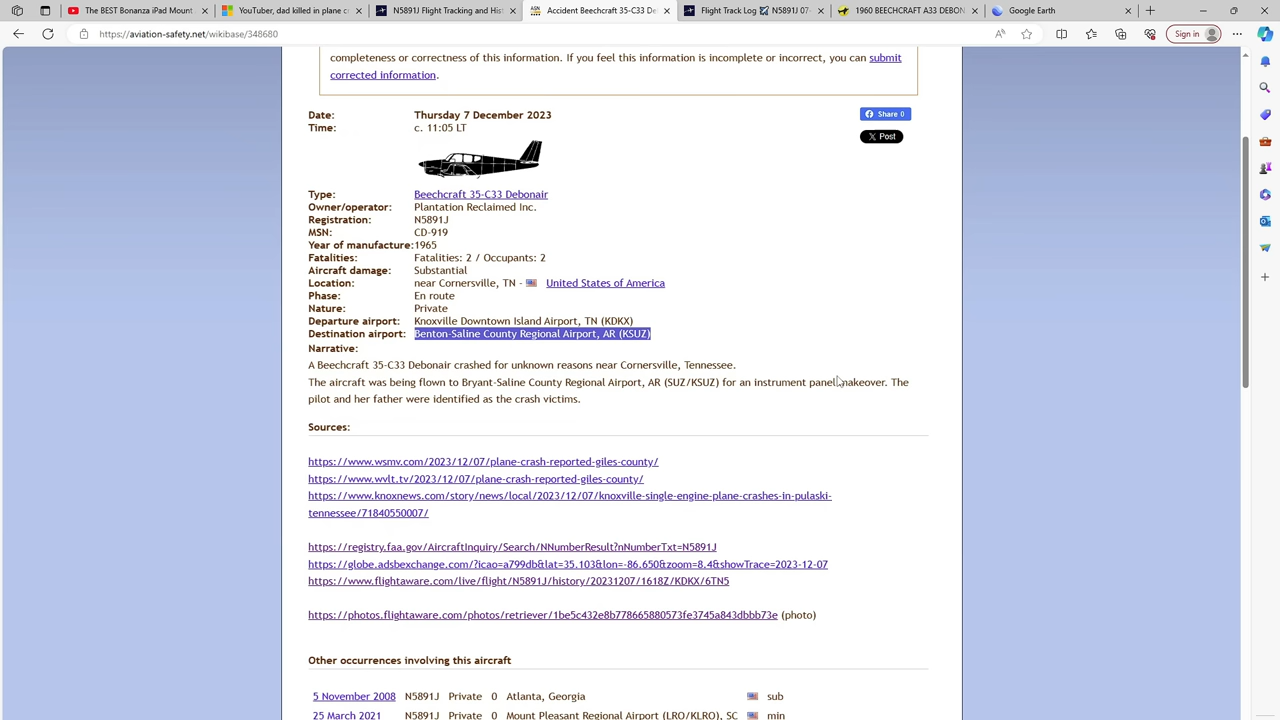 The BEST Bonanza iPad Mount
YouTuber, dad killed in plane c
N5891J Flight Tracking and His
Accident Beechcraft 35-C33 De
Flight Track Log
N5891J 07-
1960 BEECHCRAFT A33 DEBON
Google Earth
https://aviation-safety.net/wikibase/348680
Sign in
completeness or correctness of this information. If you feel this information is incomplete or incorrect, you can submit
corrected information.
Date: Thursday 7 December 2023
Share 0
Time: c. 11:05 LT
X Post
Type: Beechcraft 35-C33 Debonair
Owner/operator: Plantation Reclaimed Inc.
Registration: N5891J
MSN: CD-919
Year of manufacture: 1965
Fatalities: Fatalities: 2 / Occupants: 2
Aircraft damage: Substantial
Location: near Cornersville, TN - United States of America
Phase: En route
Nature: Private
Departure airport: Knoxville Downtown Island Airport, TN (KDKX)
Destination airport: Benton-Saline County Regional Airport, AR (KSUZ)
Narrative:
A Beechcraft 35-C33 Debonair crashed for unknown reasons near Cornersville, Tennessee.
The aircraft was being flown to Bryant-Saline County Regional Airport, AR (SUZ/KSUZ) for an instrument panel makeover. The
pilot and her father were identified as the crash victims.
Sources:
https://www.wsmv.com/2023/12/07/plane-crash-reported-giles-county/
https://www.wvlt.tv/2023/12/07/plane-crash-reported-giles-county/
https://www.knoxnews.com/story/news/local/2023/12/07/knoxville-single-engine-plane-crashes-in-pulaski-
tennessee/71840550007/
https://registry.faa.gov/AircraftInquiry/Search/NNumberResult?nNumberTxt=N5891J
https://globe.adsbexchange.com/?icao=a799db&lat=35.103&lon=-86.650&zoom=8.4&showTrace=2023-12-07
https://www.flightaware.com/live/flight/N5891J/history/20231207/1618Z/KDKX/6TN5
https://photos.flightaware.com/photos/retriever/1be5c432e8b778665880573fe3745a843dbbb73e (photo)
Other occurrences involving this aircraft
5 November 2008 N5891J Private 0 Atlanta, Georgia sub
25 March 2021 N5891J Private 0 Mount Pleasant Regional Airport (LRO/KLRO), SC min